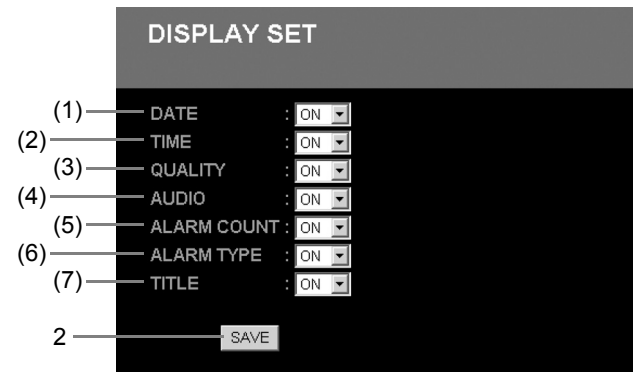 DISPLAY SET
(1) DATE : ON
(2) TIME : ON
(3) QUALITY : ON
(4) AUDIO : ON
(5) ALARM COUNT : ON
(6) ALARM TYPE : ON
(7) TITLE : ON
2 SAVE